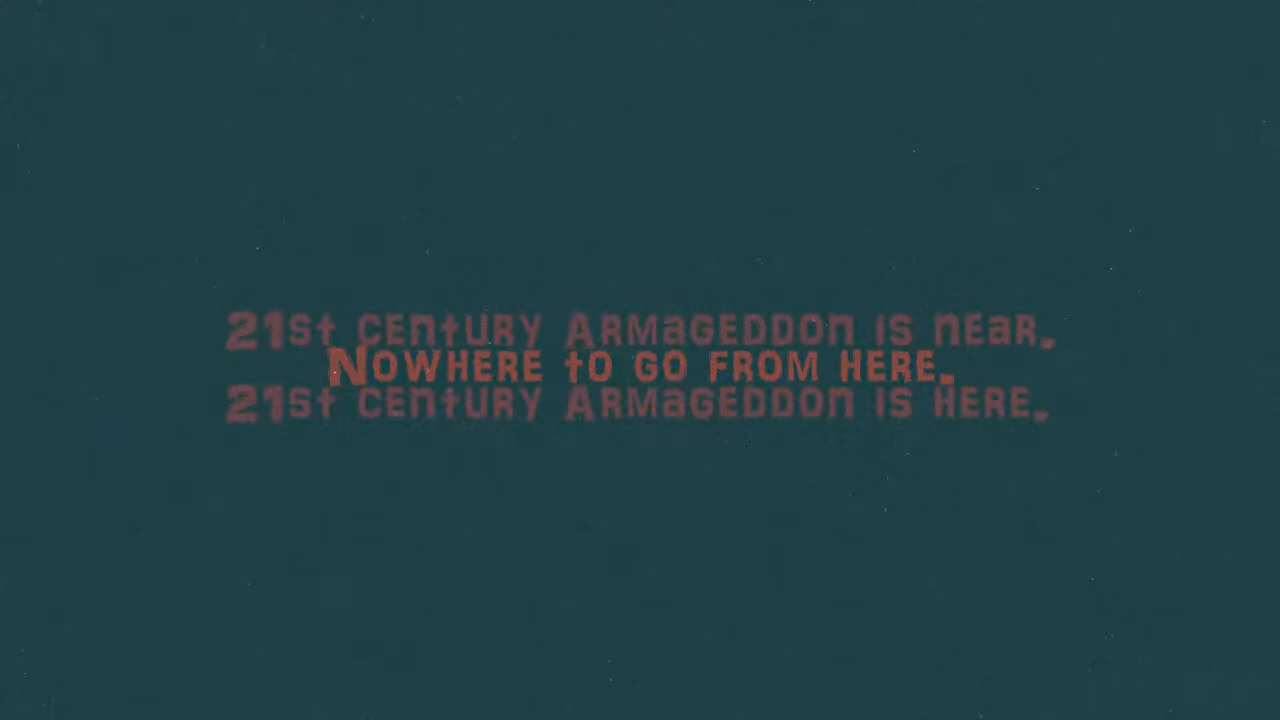 21st century Armageddon is near.
Nowhere to go from here.
21st century Armageddon is here.